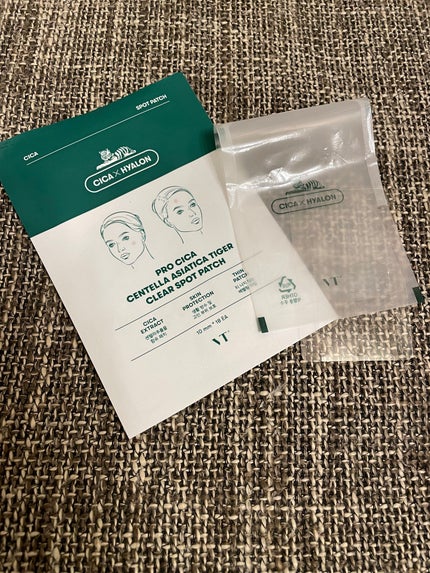 CICA
SPOT PATCH
CICA × HYALON
PRO CICA
CENTELLA ASIATICA TIGER
CLEAR SPOT PATCH
CICA
EXTRACT
SKIN
PROTECTION
THIN
PATCH
10 mm * 18 EA
VT
CICA × HYALON
VT